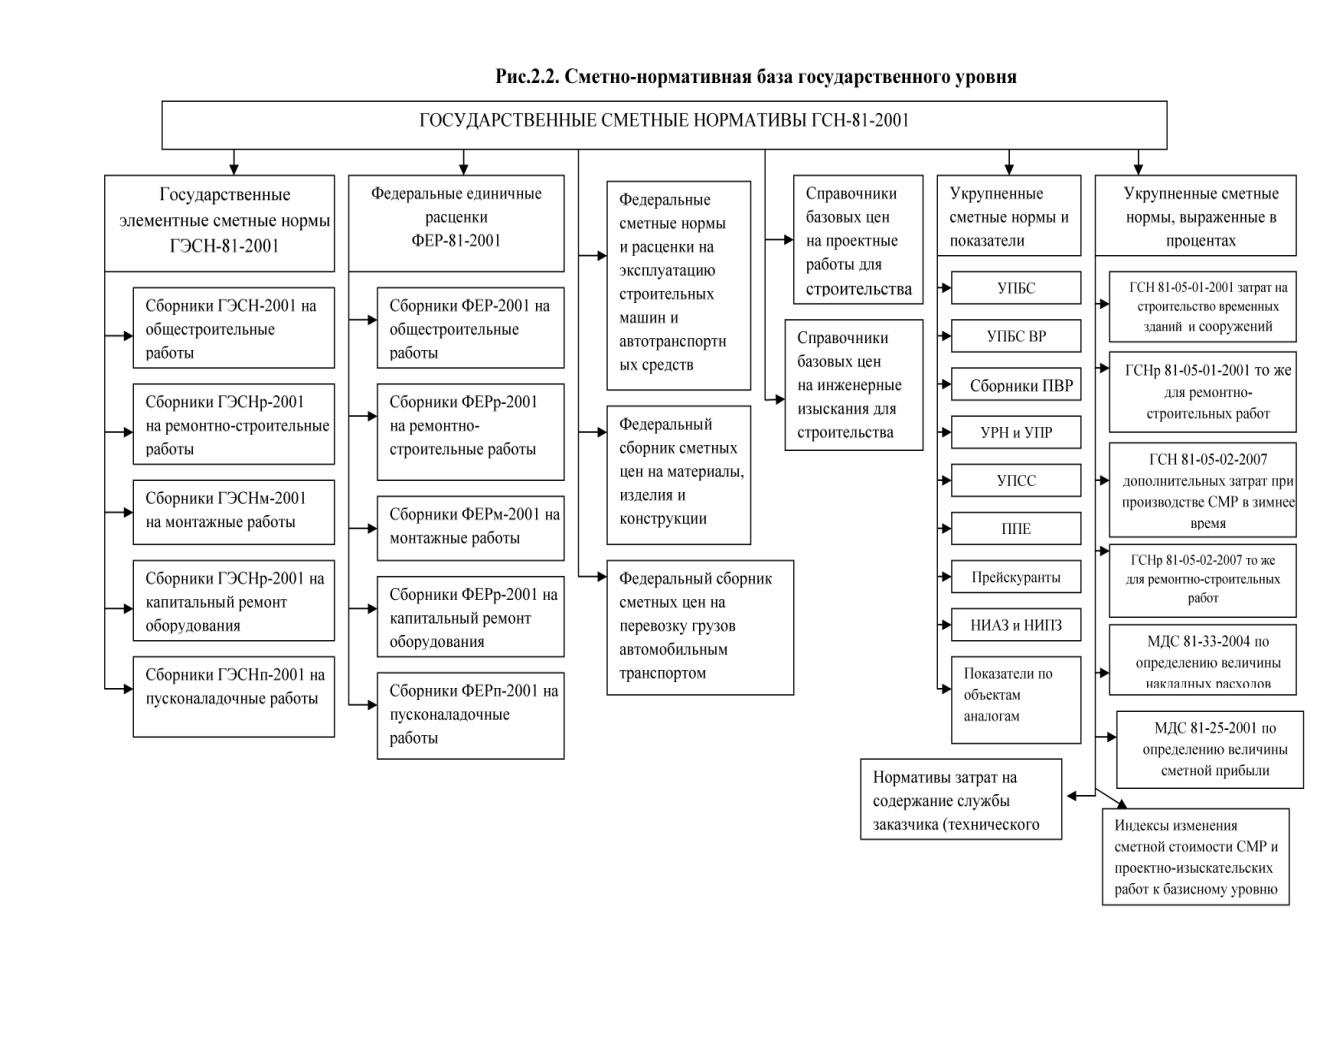 Рис.2.2. Сметно-нормативная база государственного уровня
ГОСУДАРСТВЕННЫЕ СМЕТНЫЕ НОРМАТИВЫ ГСН-81-2001
Государственные
элементные сметные нормы
ГЭСН-81-2001
Сборники ГЭСН-2001 на
общестроительные
работы
Сборники ГЭСНр-2001
на ремонтно-строительные
работы
Сборники ГЭСНм-2001
на монтажные работы
Сборники ГЭСНр-2001 на
капитальный ремонт
оборудования
Сборники ГЭСНп-2001 на
пусконаладочные работы
Федеральные единичные
расценки
ФЕР-81-2001
Сборники ФЕР-2001 на
общестроительные
работы
Сборники ФЕРр-2001
на ремонтно-
строительные работы
Сборники ФЕРм-2001 на
монтажные работы
Сборники ФЕРр-2001 на
капитальный ремонт
оборудования
Сборники ФЕРп-2001 на
пусконаладочные
работы
Федеральные
сметные нормы
и расценки на
эксплуатацию
строительных
машин и
автотранспортн
ых средств
Федеральный
сборник сметных
цен на материалы,
изделия и
конструкции
Федеральный сборник
сметных цен на
перевозку грузов
автомобильным
транспортом
Справочники
базовых цен
на проектные
работы для
строительства
Справочники
базовых цен
на инженерные
изыскания для
строительства
Укрупненные
сметные нормы и
показатели
УПБС
УПБС ВР
Сборники ПВР
УРН и УПР
УПСС
ППЕ
Прейскуранты
НИАЗ и НИПЗ
Показатели по
объектам
аналогам
Укрупненные сметные
нормы, выраженные в
процентах
ГСН 81-05-01-2001 затрат на
строительство временных
зданий и сооружений
ГСНр 81-05-01-2001 то же
для ремонтно-
строительных работ
ГСН 81-05-02-2007
дополнительных затрат при
производстве СМР в зимнее
время
ГСНр 81-05-02-2007 то же
для ремонтно-строительных
работ
МДС 81-33-2004 по
определению величины
накладных расходов
МДС 81-25-2001 по
определению величины
сметной прибыли
Нормативы затрат на
содержание службы
заказчика (технического
Индексы изменения
сметной стоимости СМР и
проектно-изыскательских
работ к базисному уровню